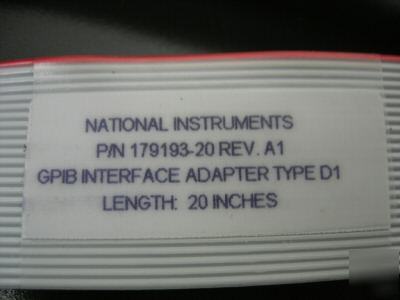 NATIONAL INSTRUMENTS
P/N 179193-20 REV. A1
GPIB INTERFACE ADAPTER TYPE D1
LENGTH: 20 INCHES